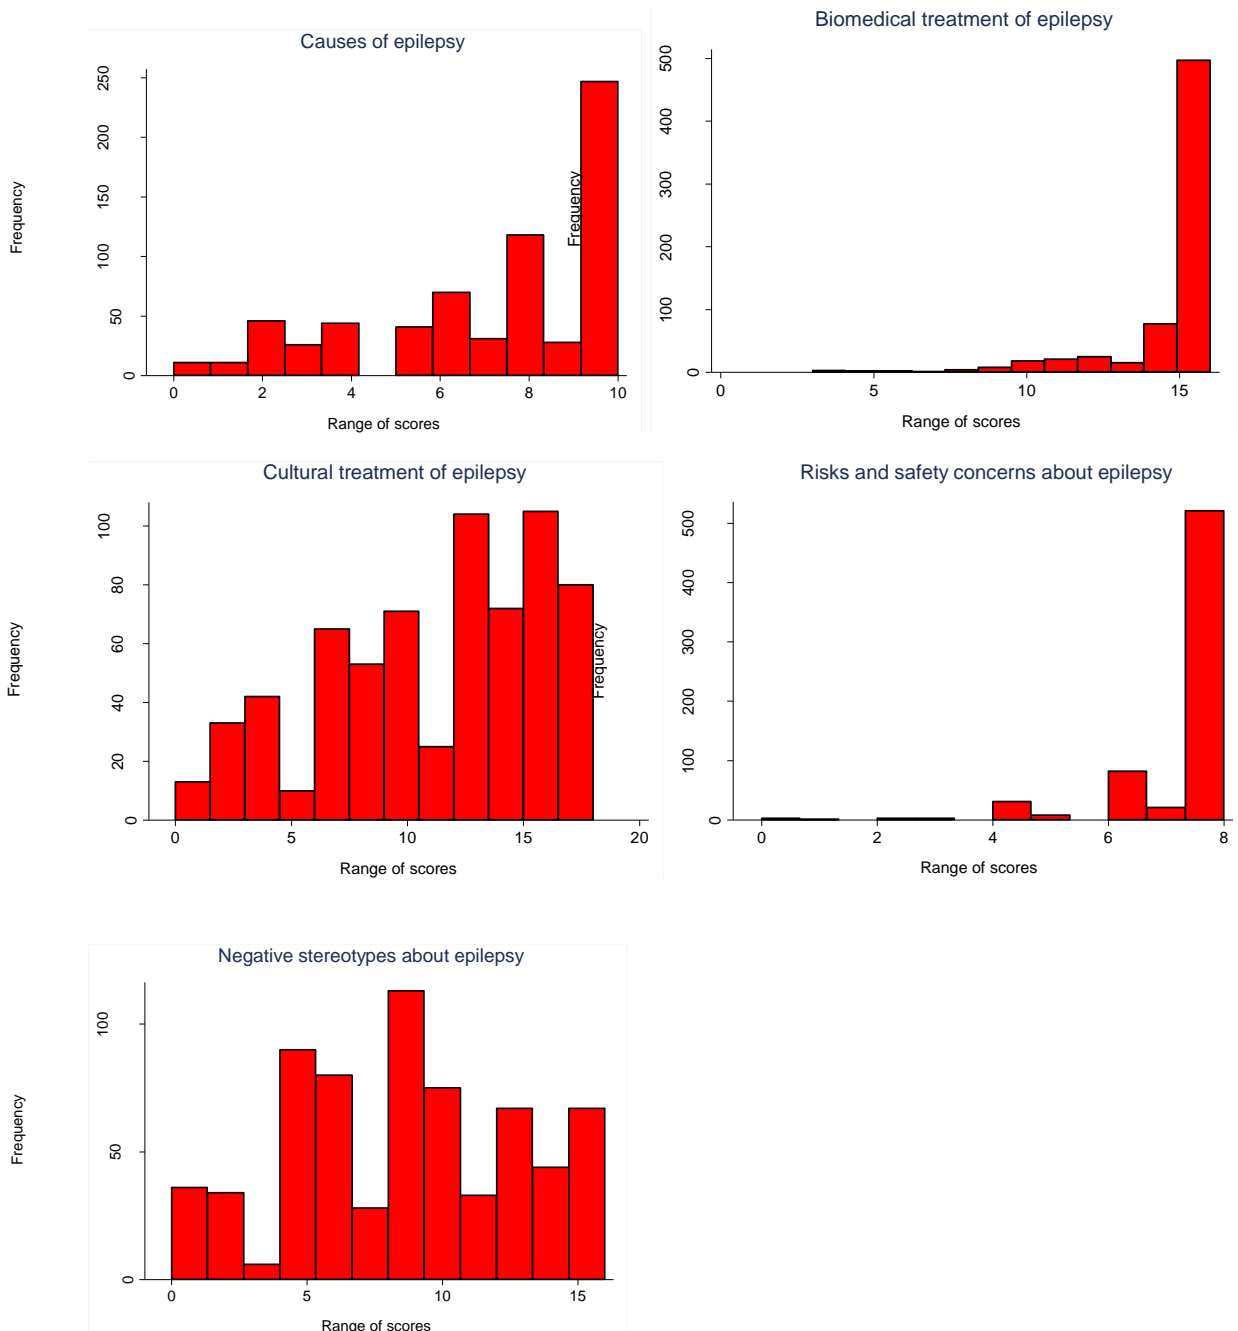 Causes of epilepsy
Frequency
250
200
150
100
50
0
0 2 4 6 8 10
Range of scores
Biomedical treatment of epilepsy
Frequency
500
400
300
200
100
0
0 5 10 15
Range of scores
Cultural treatment of epilepsy
Frequency
100
80
60
40
20
0
0 5 10 15 20
Range of scores
Risks and safety concerns about epilepsy
Frequency
500
400
300
200
100
0
0 2 4 6 8
Range of scores
Negative stereotypes about epilepsy
Frequency
100
50
0
0 5 10 15
Range of scores